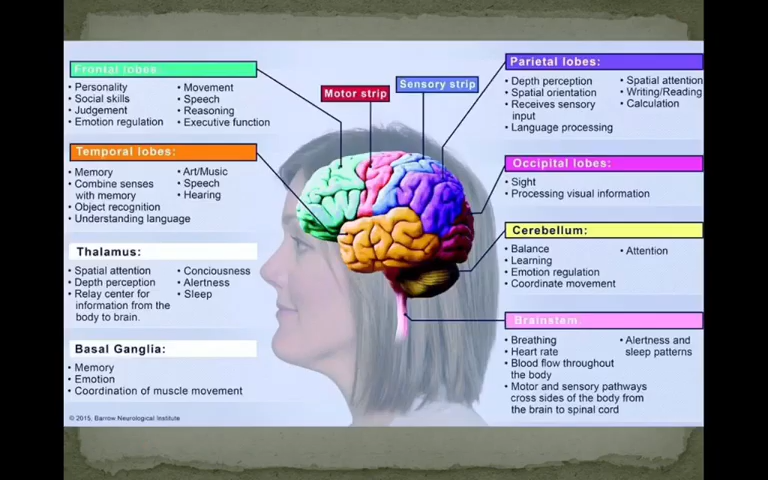 Frontal lobes:
• Personality
• Social skills
• Judgement
• Emotion regulation
• Movement
• Speech
• Reasoning
• Executive function
Motor strip
Sensory strip
Parietal lobes:
• Depth perception
• Spatial orientation
• Receives sensory
input
• Language processing
• Spatial attention
• Writing/Reading
• Calculation
Temporal lobes:
• Memory
• Combine senses
with memory
• Object recognition
• Understanding language
• Art/Music
• Speech
• Hearing
Occipital lobes:
• Sight
• Processing visual information
Thalamus:
• Spatial attention
• Depth perception
• Relay center for
information from the
body to brain.
• Conciousness
• Alertness
• Sleep
Cerebellum:
• Balance
• Learning
• Emotion regulation
• Coordinate movement
• Attention
Basal Ganglia:
• Memory
• Emotion
• Coordination of muscle movement
Brainstem:
• Breathing
• Heart rate
• Blood flow throughout
the body
• Motor and sensory pathways
cross sides of the body from
the brain to spinal cord
• Alertness and
sleep patterns
© 2015, Barrow Neurological Institute